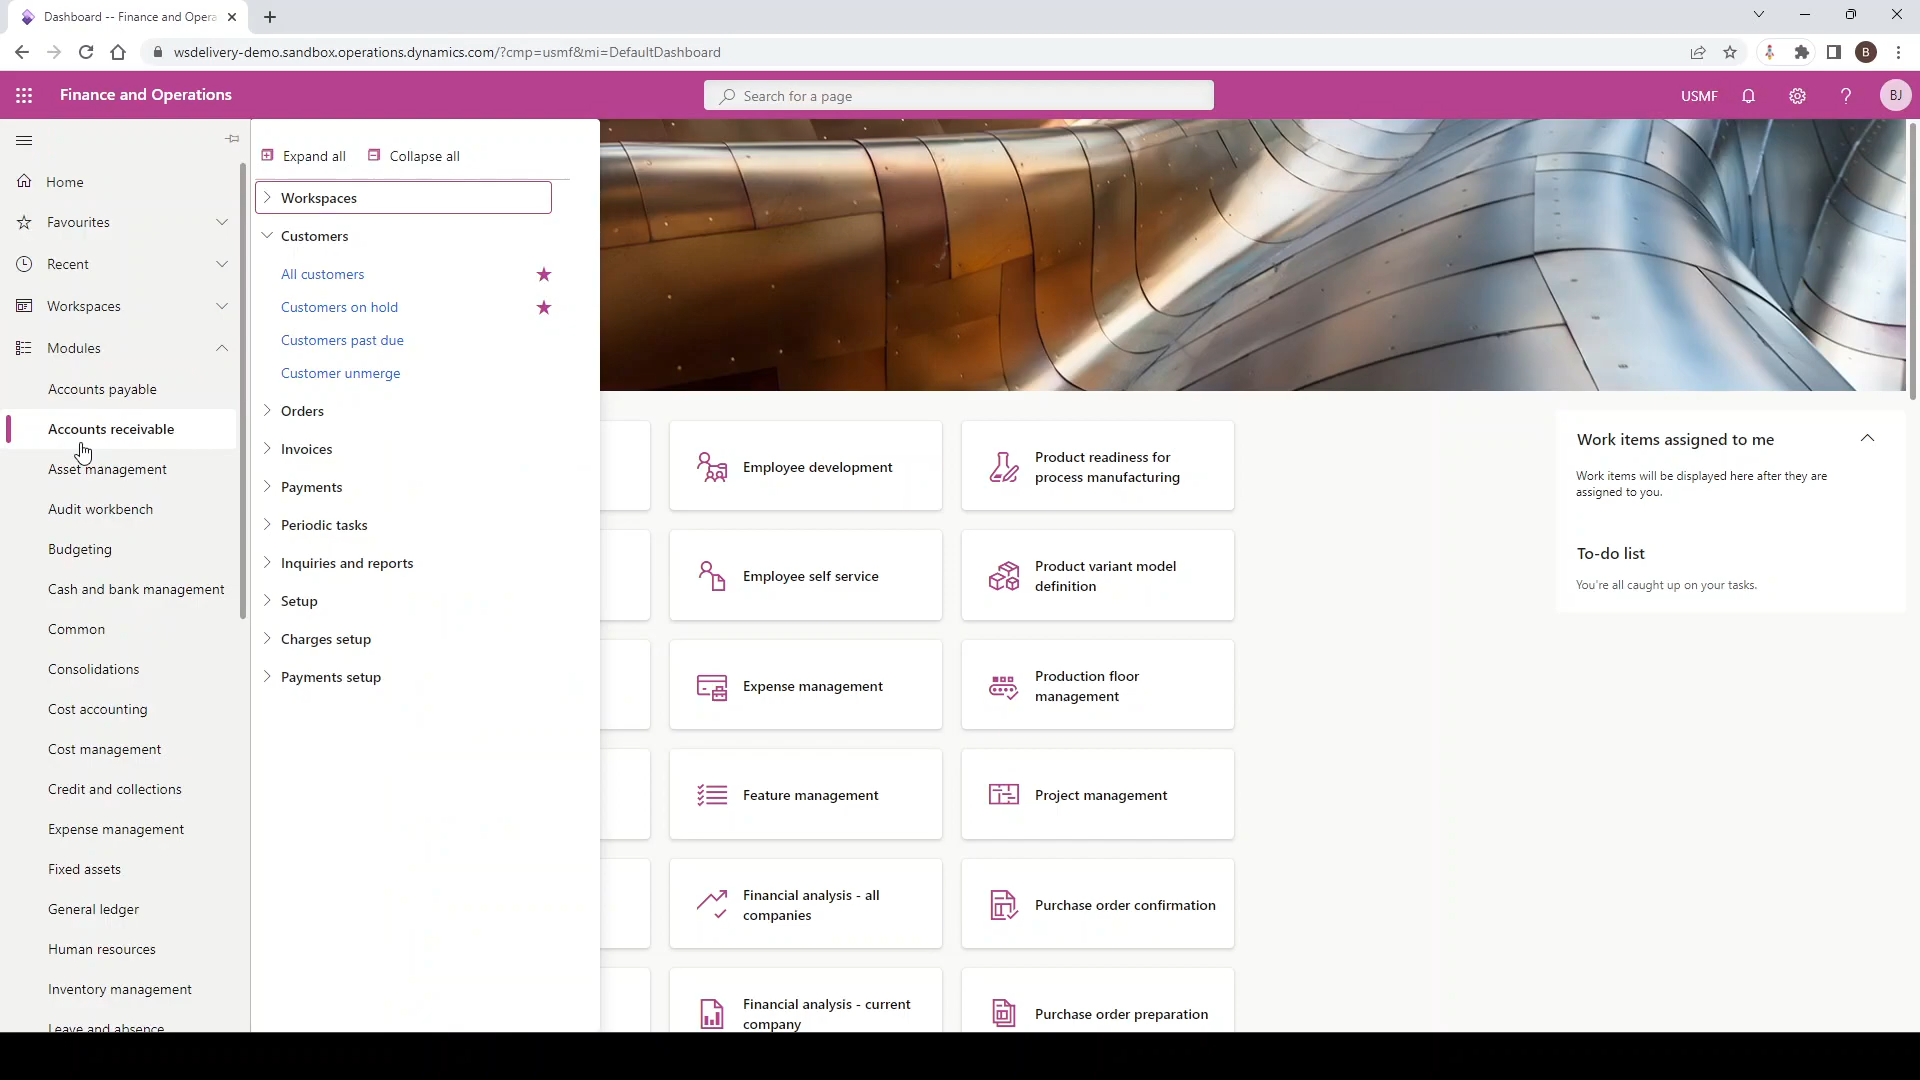 Dashboard -- Finance and Opera
wsdelivery-demo.sandbox.operations.dynamics.com/?cmp=usmf&mi=DefaultDashboard
B
Finance and Operations
Search for a page
USMF
?
BJ
Home
Favourites
Recent
Workspaces
Modules
Accounts payable
Accounts receivable
Asset management
Audit workbench
Budgeting
Cash and bank management
Common
Consolidations
Cost accounting
Cost management
Credit and collections
Expense management
Fixed assets
General ledger
Human resources
Inventory management
Leave and absence
Expand all
Collapse all
Workspaces
Customers
All customers
Customers on hold
Customers past due
Customer unmerge
Orders
Invoices
Payments
Periodic tasks
Inquiries and reports
Setup
Charges setup
Payments setup
Employee development
Employee self service
Expense management
Feature management
Financial analysis - all
companies
Financial analysis - current
company
Product readiness for
process manufacturing
Product variant model
definition
Production floor
management
Project management
Purchase order confirmation
Purchase order preparation
Work items assigned to me
Work items will be displayed here after they are
assigned to you.
To-do list
You're all caught up on your tasks.